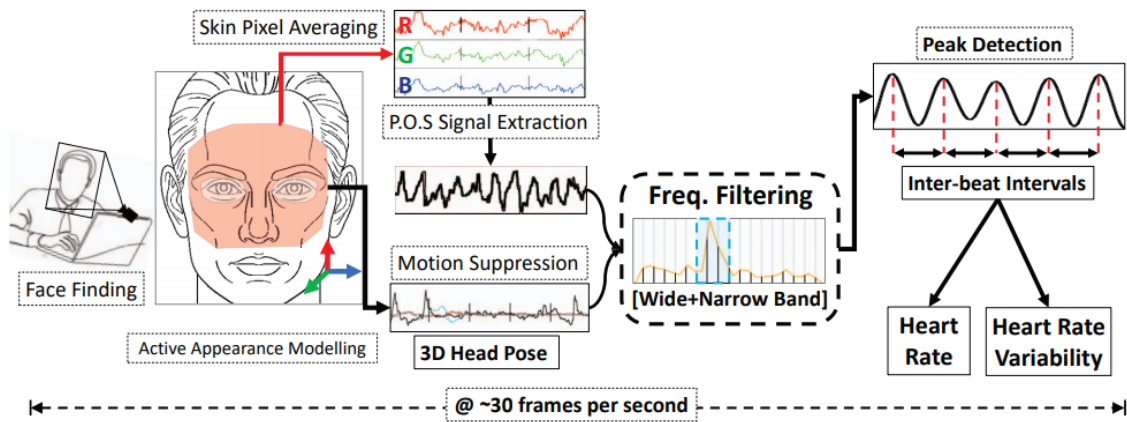 Skin Pixel Averaging
R
G
B
P.O.S Signal Extraction
Face Finding
Active Appearance Modelling
Motion Suppression
3D Head Pose
Freq. Filtering
[Wide+Narrow Band]
Peak Detection
Inter-beat Intervals
Heart
Rate
Heart Rate
Variability
@ ~30 frames per second